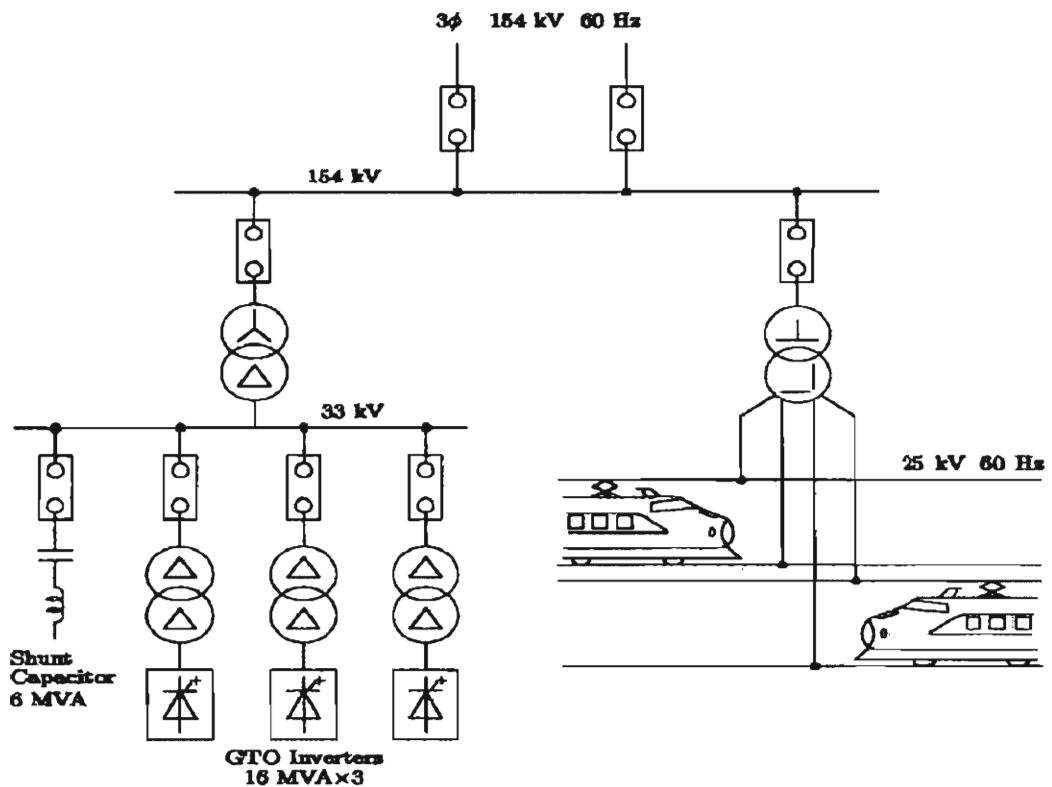 3ϕ 154 kV 60 Hz
154 kV
33 kV
25 kV 60 Hz
Shunt
Capacitor
6 MVA
GTO Inverters
16 MVA×3